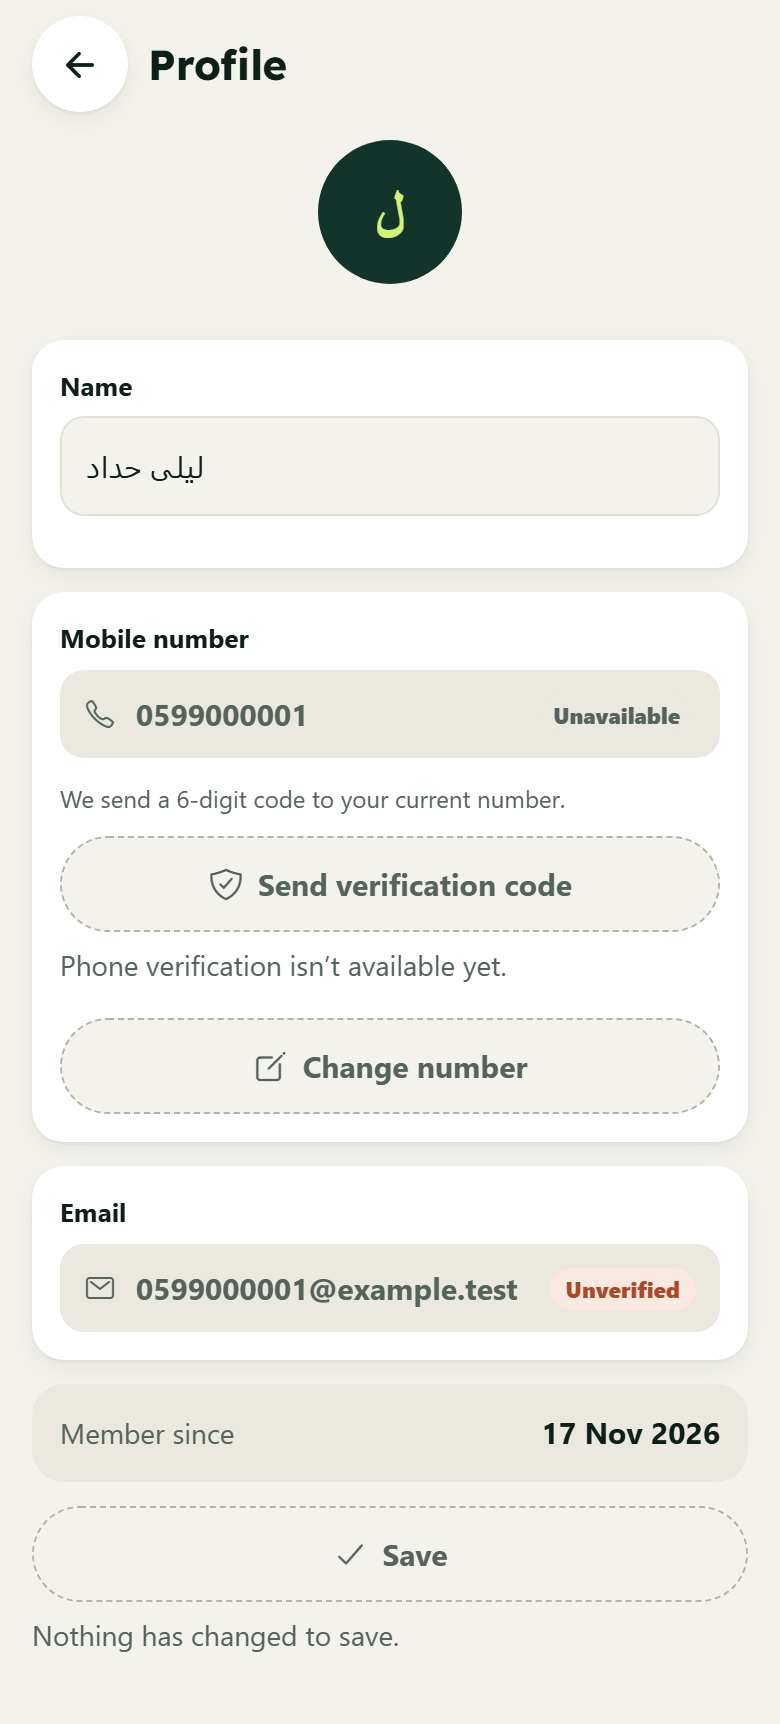 Profile
ل
Name
ليلى حداد
Mobile number
0599000001
Unavailable
We send a 6-digit code to your current number.
Send verification code
Phone verification isn’t available yet.
Change number
Email
0599000001@example.test
Unverified
Member since
17 Nov 2026
Save
Nothing has changed to save.